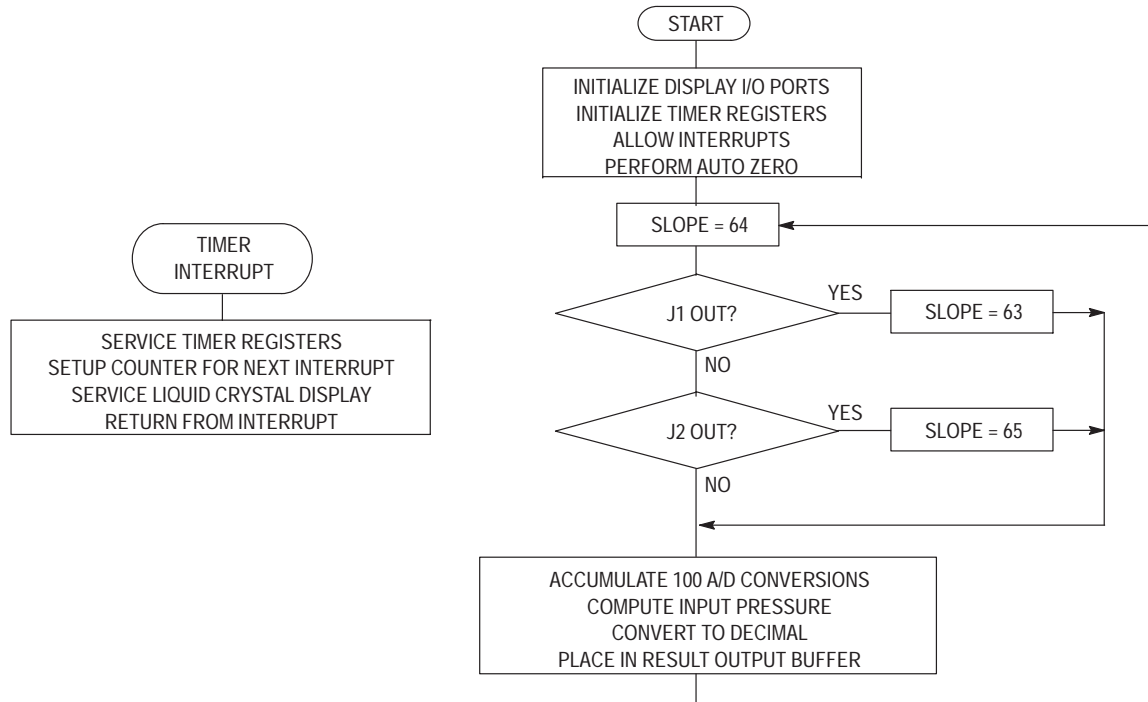 START
INITIALIZE DISPLAY I/O PORTS
INITIALIZE TIMER REGISTERS
ALLOW INTERRUPTS
PERFORM AUTO ZERO
SLOPE = 64
TIMER
INTERRUPT
SERVICE TIMER REGISTERS
SETUP COUNTER FOR NEXT INTERRUPT
SERVICE LIQUID CRYSTAL DISPLAY
RETURN FROM INTERRUPT
J1 OUT?
YES
SLOPE = 63
NO
J2 OUT?
YES
SLOPE = 65
NO
ACCUMULATE 100 A/D CONVERSIONS
COMPUTE INPUT PRESSURE
CONVERT TO DECIMAL
PLACE IN RESULT OUTPUT BUFFER